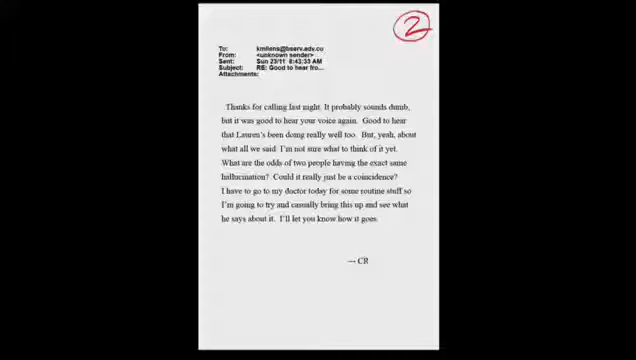 2
To: kmilens@bserv.adv.co
From: <unknown sender>
Sent: Sun 23/11 8:43:33 AM
Subject: RE: Good to hear fro...
Attachments:
Thanks for calling last night. It probably sounds dumb,
but it was good to hear your voice again. Good to hear
that Lauren's been doing really well too. But, yeah, about
what all we said. I'm not sure what to think of it yet.
What are the odds of two people having the exact same
hallucination? Could it really just be a coincidence?
I have to go to my doctor today for some routine stuff so
I'm going to try and casually bring this up and see what
he says about it. I'll let you know how it goes.
--- CR